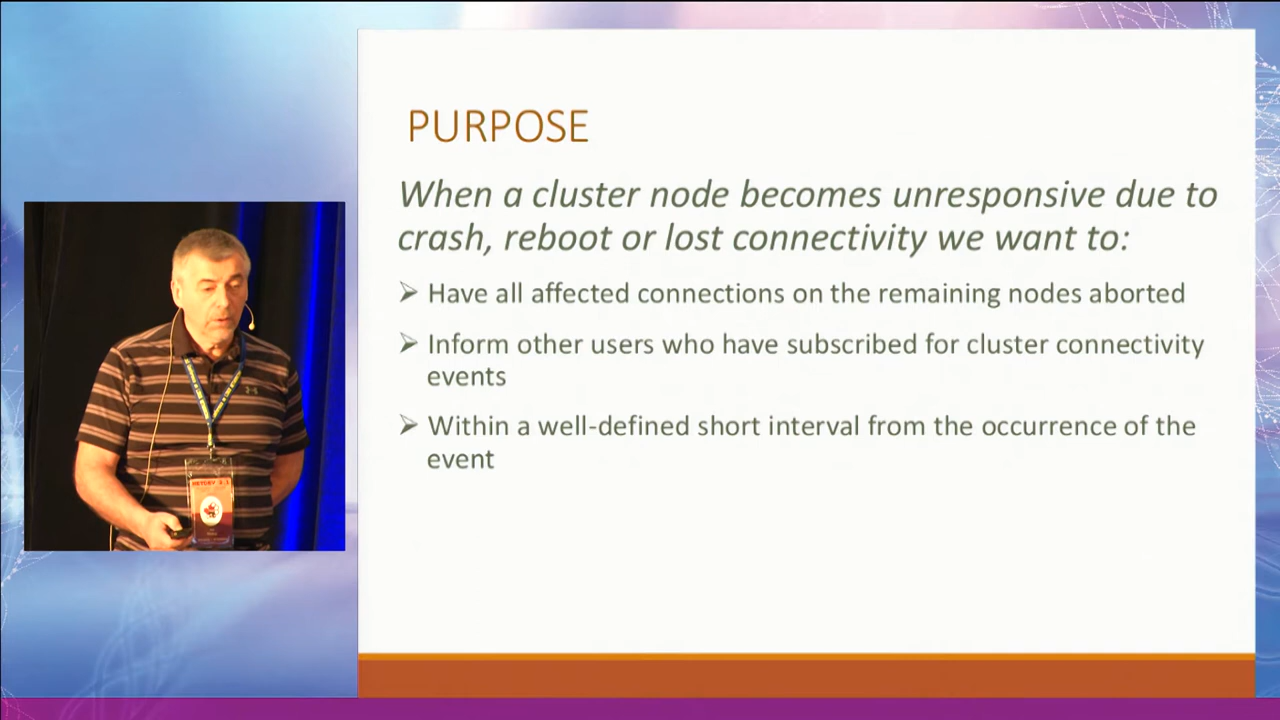 PURPOSE
When a cluster node becomes unresponsive due to
crash, reboot or lost connectivity we want to:
➢ Have all affected connections on the remaining nodes aborted
➢ Inform other users who have subscribed for cluster connectivity
events
➢ Within a well-defined short interval from the occurrence of the
event